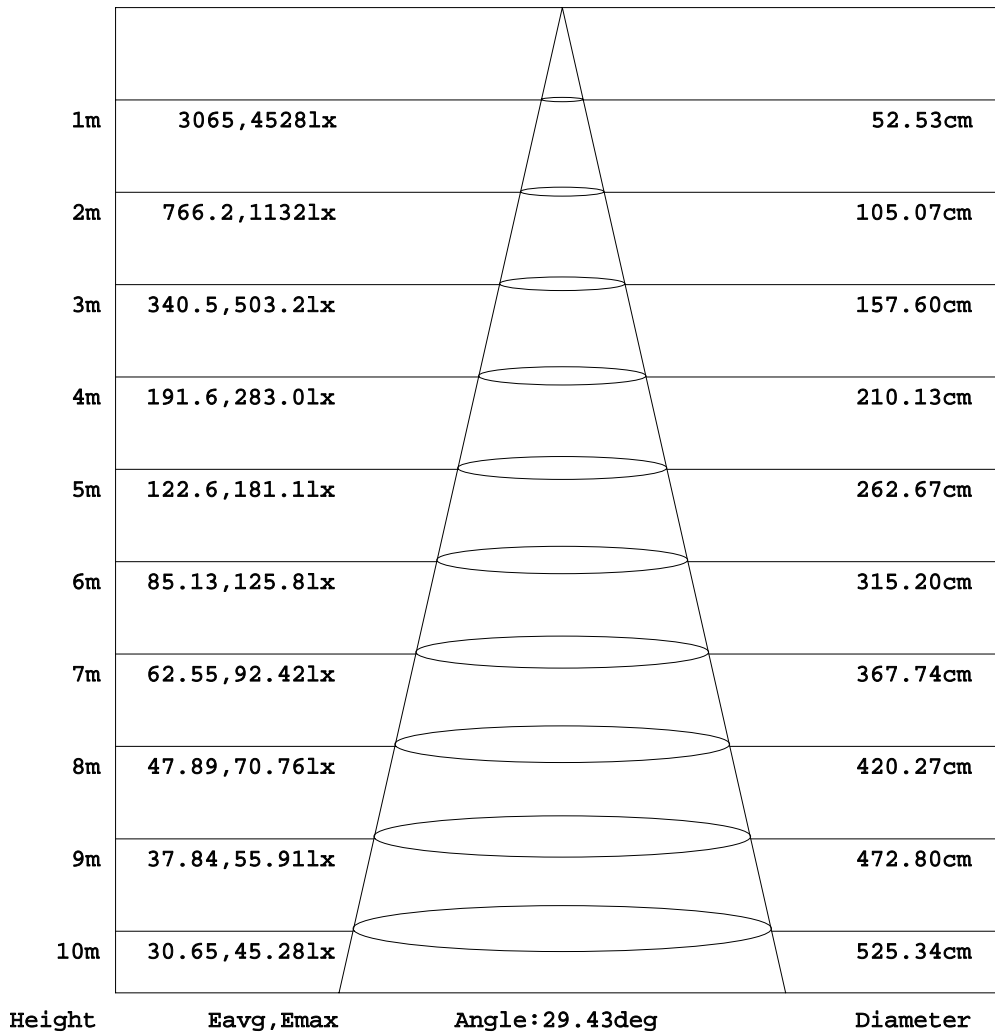 1m 3065,4528lx 52.53cm
2m 766.2,1132lx 105.07cm
3m 340.5,503.2lx 157.60cm
4m 191.6,283.0lx 210.13cm
5m 122.6,181.1lx 262.67cm
6m 85.13,125.8lx 315.20cm
7m 62.55,92.42lx 367.74cm
8m 47.89,70.76lx 420.27cm
9m 37.84,55.91lx 472.80cm
10m 30.65,45.28lx 525.34cm
Height Eavg,Emax Angle:29.43deg Diameter